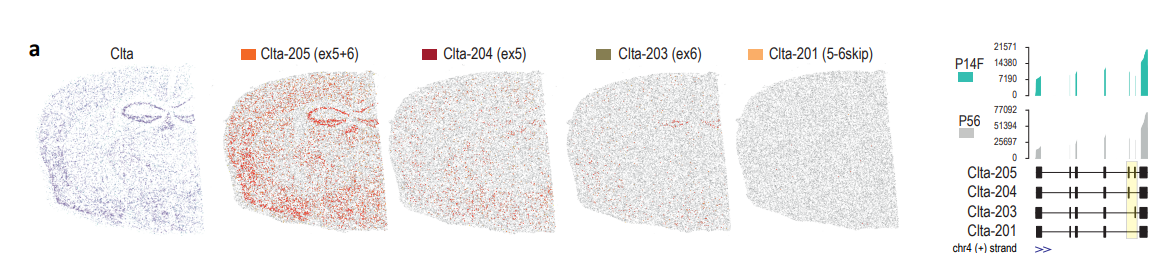 a
Clta
Clta-205 (ex5+6)
Clta-204 (ex5)
Clta-203 (ex6)
Clta-201 (5-6skip)
P14F
21571
14380
7190
0
P56
77092
51394
25697
0
Clta-205
Clta-204
Clta-203
Clta-201
chr4 (+) strand >>